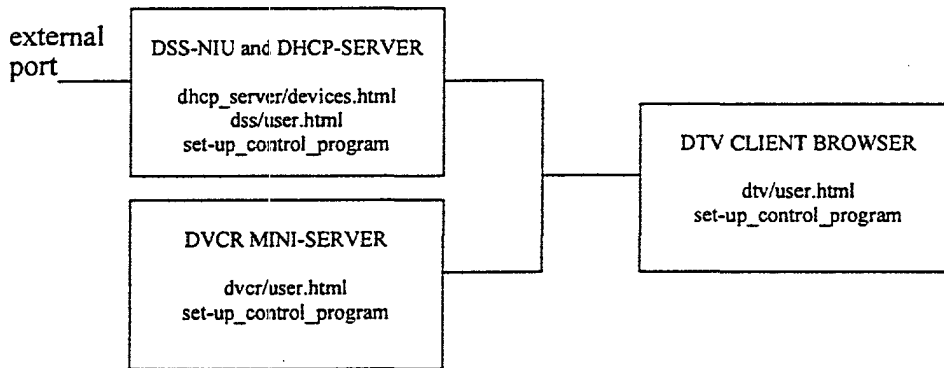 external
port
DSS-NIU and DHCP-SERVER
dhcp_server/devices.html
dss/user.html
set-up_control_program
DVCR MINI-SERVER
dvcr/user.html
set-up_control_program
DTV CLIENT BROWSER
dtv/user.html
set-up_control_program